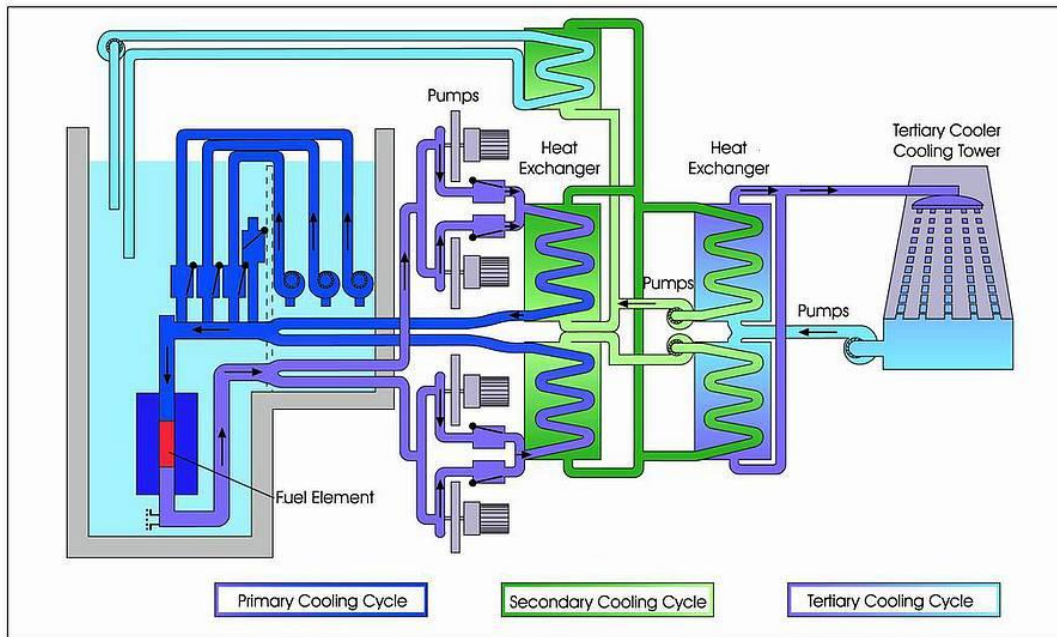 Pumps
Heat
Exchanger
Heat
Exchanger
Tertiary Cooler
Cooling Tower
Pumps
Pumps
Fuel Element
Primary Cooling Cycle
Secondary Cooling Cycle
Tertiary Cooling Cycle